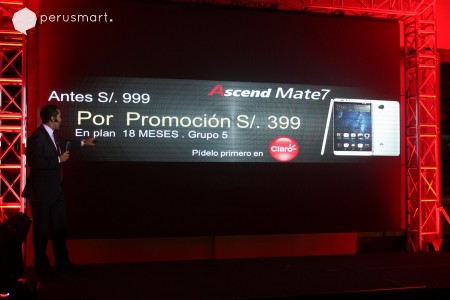 perusmart.
Ascend Mate7
Antes S/. 999
Por Promoción S/. 399
En plan 18 MESES . Grupo 5
Pídelo primero en Claro